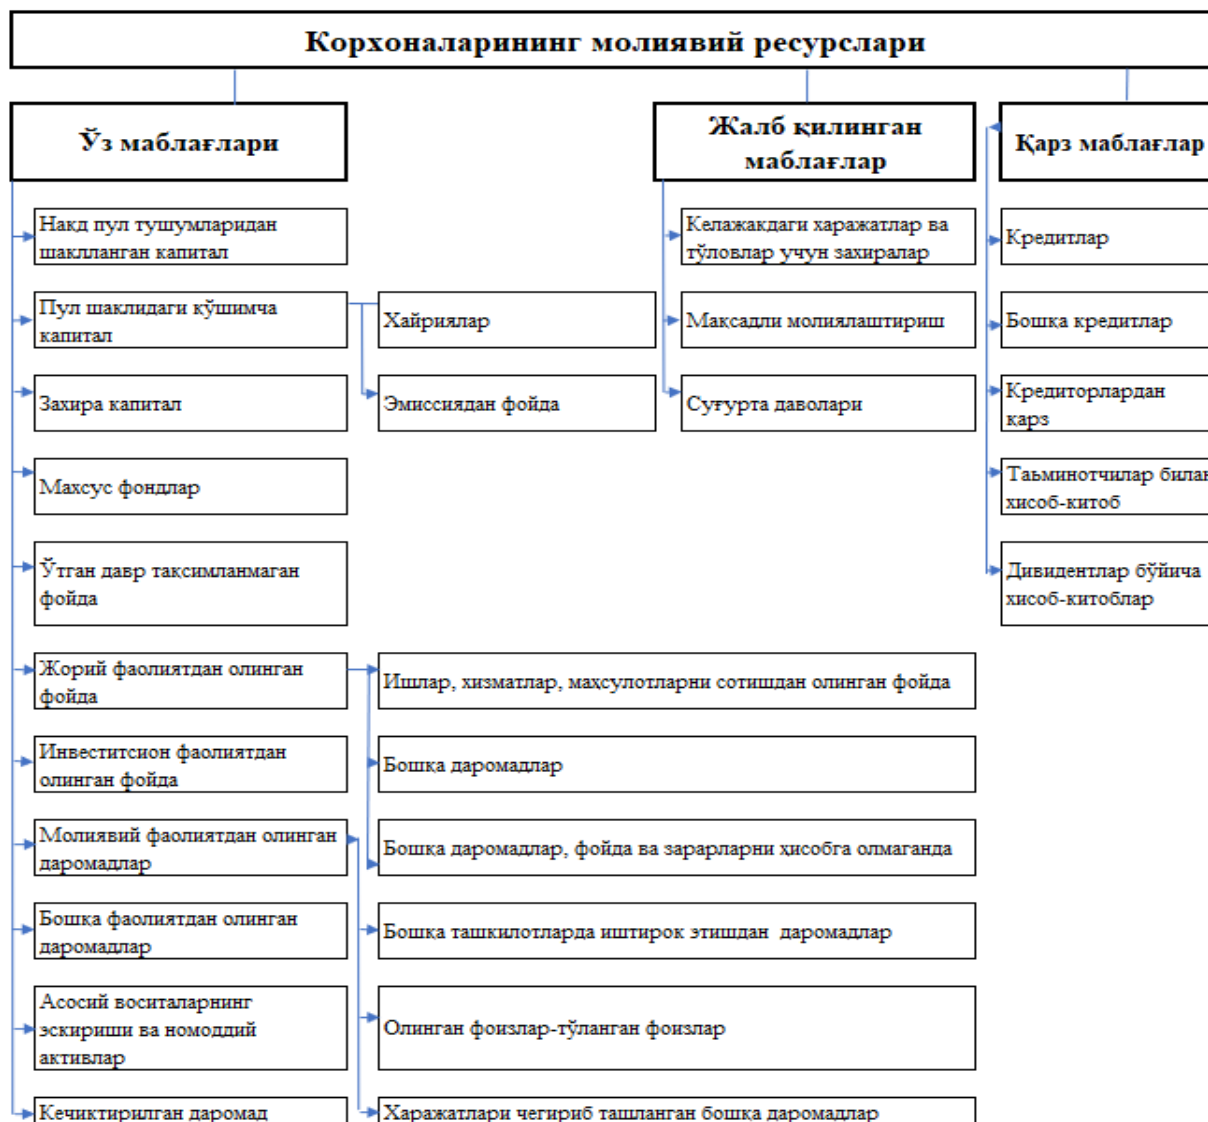 Корхоналарининг молиявий ресурслари
Ўз маблағлари
Жалб қилинган
маблағлар
Қарз маблағлар
Накд пул тушумларидан
шаклланган капитал
Келажакдаги харажатлар ва
тўловлар учун захиралар
Кредитлар
Пул шаклидаги қўшимча
капитал
Хайриялар
Мақсадли молиялаштириш
Бошқа кредитлар
Захира капитал
Эмиссиядан фойда
Суғурта даволари
Кредиторлардан
қарз
Махсус фондлар
Таьминотчилар билан
хисоб-китоб
Ўтган давр тақсимланмаган
фойда
Дивидентлар бўйича
хисоб-китоблар
Жорий фаолиятдан олинган
фойда
Ишлар, хизматлар, маҳсулотларни сотишдан олинган фойда
Инвеститсион фаолиятдан
олинган фойда
Бошқа даромадлар
Молиявий фаолиятдан олинган
даромадлар
Бошқа даромадлар, фойда ва зарарларни ҳисобга олмаганда
Бошқа фаолиятдан олинган
даромадлар
Бошқа ташкилотларда иштирок этишдан даромадлар
Асосий воситаларнинг
эскириши ва номоддий
активлар
Олинган фоизлар-тўланган фоизлар
Кечиктирилган даромад
Харажатлари чегириб ташланган бошқа даромадлар